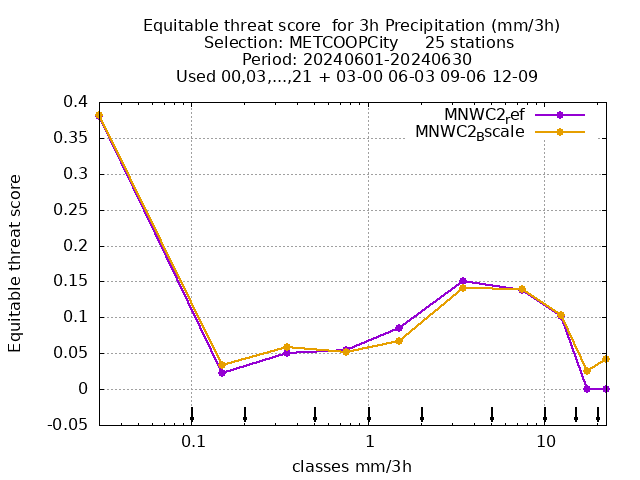 Equitable threat score  for 3h Precipitation (mm/3h)
Selection: METCOOPCity     25 stations
Period: 20240601-20240630
Used 00,03,...,21 + 03-00 06-03 09-06 12-09
MNWC2ref
MNWC2Bscale
0.4
0.35
0.3
0.25
0.2
0.15
0.1
0.05
0
-0.05
Equitable threat score
0.1 1 10
classes mm/3h